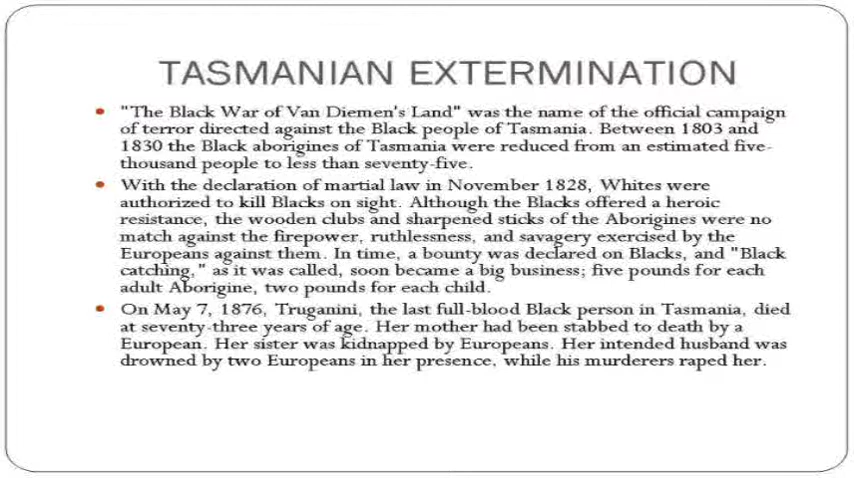 TASMANIAN EXTERMINATION
• "The Black War of Van Diemen's Land" was the name of the official campaign
of terror directed against the Black people of Tasmania. Between 1803 and
1830 the Black aborigines of Tasmania were reduced from an estimated five-
thousand people to less than seventy-five.
• With the declaration of martial law in November 1828, Whites were
authorized to kill Blacks on sight. Although the Blacks offered a heroic
resistance, the wooden clubs and sharpened sticks of the Aborigines were no
match against the firepower, ruthlessness, and savagery exercised by the
Europeans against them. In time, a bounty was declared on Blacks, and "Black
catching," as it was called, soon became a big business; five pounds for each
adult Aborigine, two pounds for each child.
• On May 7, 1876, Truganini, the last full-blood Black person in Tasmania, died
at seventy-three years of age. Her mother had been stabbed to death by a
European. Her sister was kidnapped by Europeans. Her intended husband was
drowned by two Europeans in her presence, while his murderers raped her.